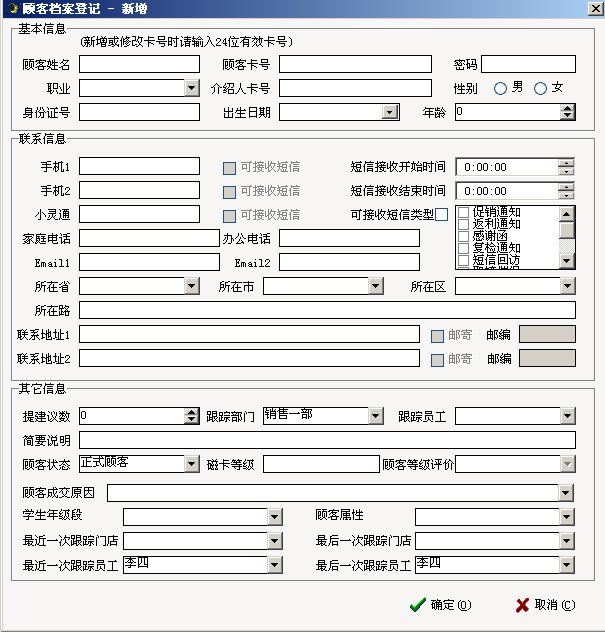 顾客档案登记 - 新增
基本信息
(新增或修改卡号时请输入24位有效卡号)
顾客姓名 顾客卡号 密码
职业 介绍人卡号 性别 男 女
身份证号 出生日期 年龄 0
联系信息
手机1 可接收短信 短信接收开始时间 0:00:00
手机2 可接收短信 短信接收结束时间 0:00:00
小灵通 可接收短信 可接收短信类型 促销通知
返利通知
感谢函
复检通知
短信回访
家庭电话 办公电话
Email1 Email2
所在省 所在市 所在区
所在路
联系地址1 邮寄 邮编
联系地址2 邮寄 邮编
其它信息
提建议数 0 跟踪部门 销售一部 跟踪员工
简要说明
顾客状态 正式顾客 磁卡等级 顾客等级评价
顾客成交原因
学生年级段 顾客属性
最近一次跟踪门店 最后一次跟踪门店
最近一次跟踪员工 李四 最后一次跟踪员工 李四
确定(O) 取消(C)